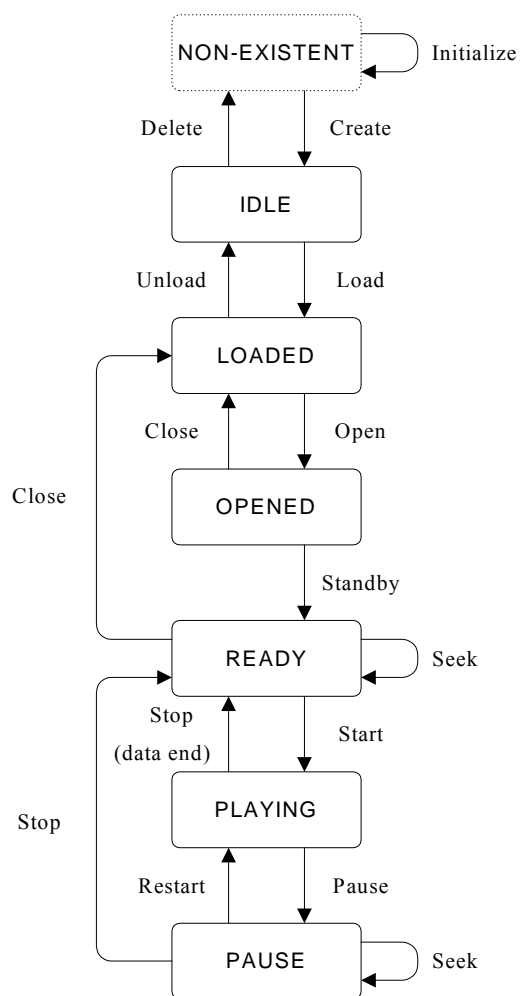 NON-EXISTENT
Initialize
Delete
Create
IDLE
Unload
Load
LOADED
Close
Open
Close
OPENED
Standby
READY
Seek
Stop
(data end)
Start
PLAYING
Stop
Restart
Pause
PAUSE
Seek